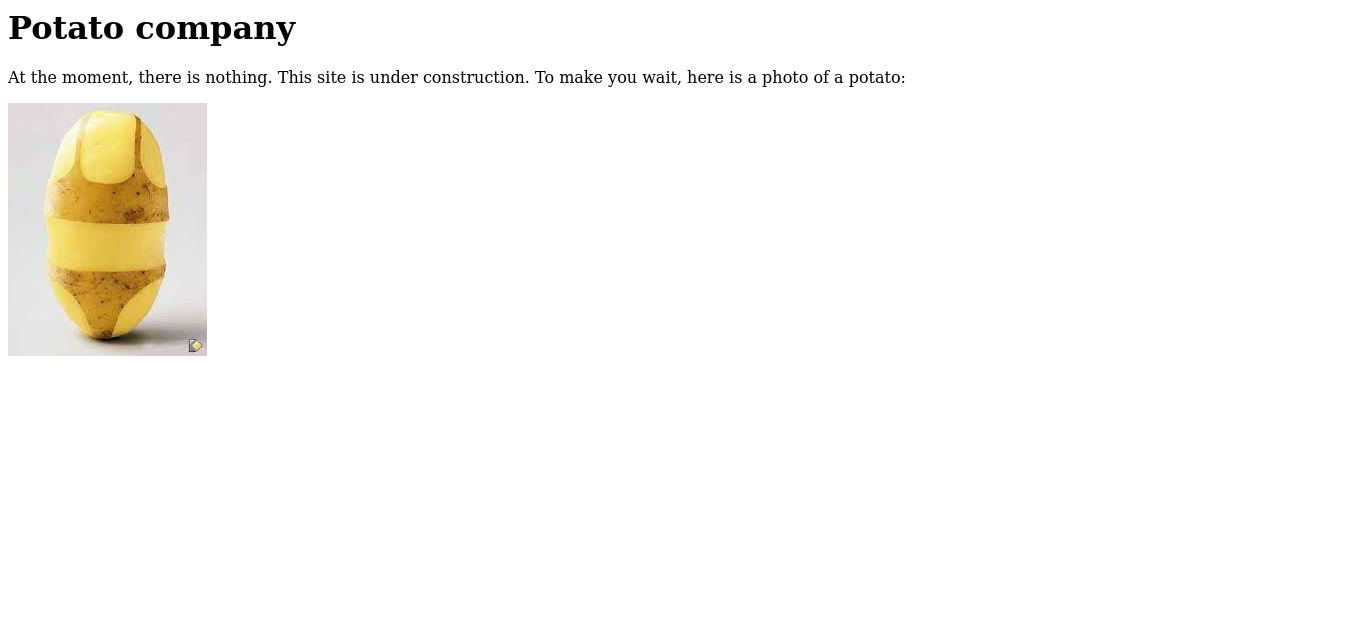 Potato company
At the moment, there is nothing. This site is under construction. To make you wait, here is a photo of a potato: